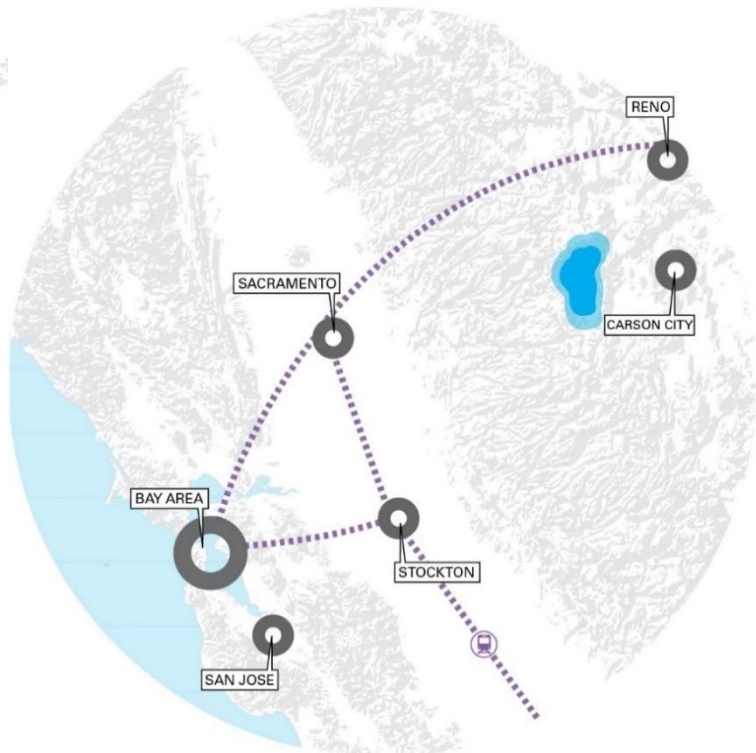 RENO
SACRAMENTO
CARSON CITY
BAY AREA
STOCKTON
SAN JOSE